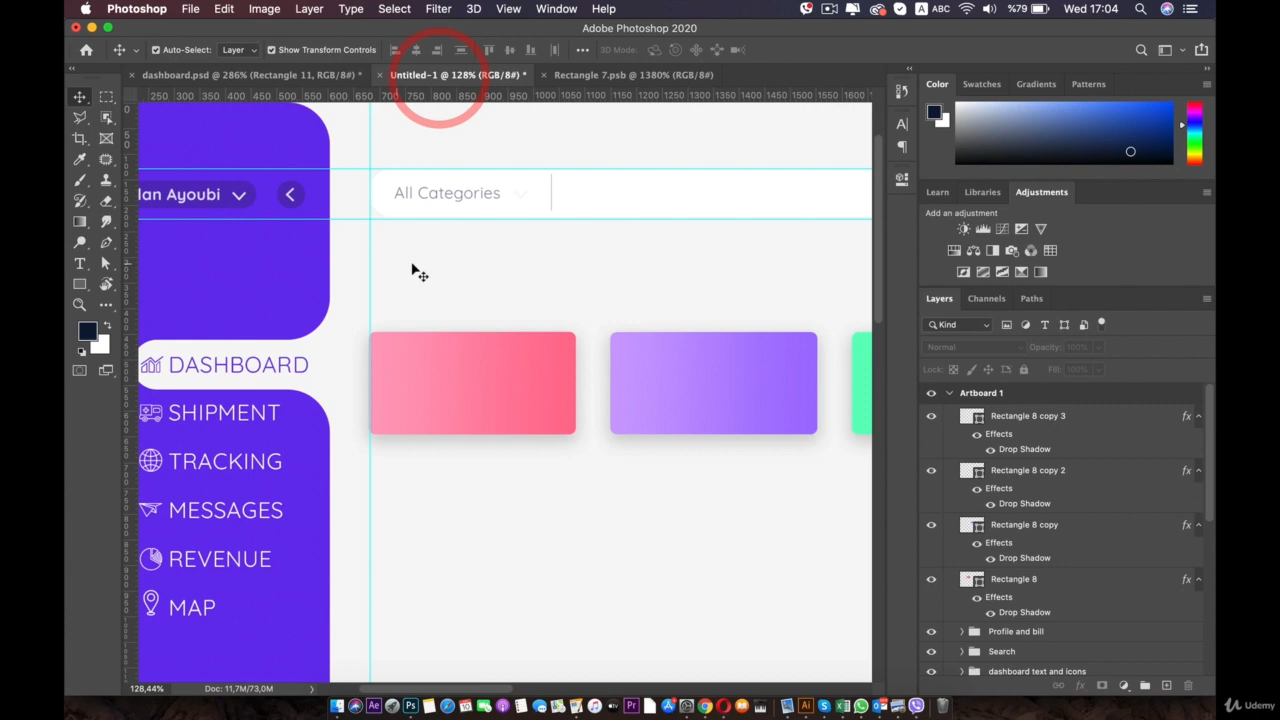 Photoshop File Edit Image Layer Type Select Filter 3D View Window Help ABC %79 Wed 17:04
Adobe Photoshop 2020
Auto-Select: Layer Show Transform Controls 3D Mode:
dashboard.psd @ 286% (Rectangle 11, RGB/8#) * Untitled-1 @ 128% (RGB/8#) * Rectangle 7.psb @ 1380% (RGB/8#)
250 300 350 400 450 500 550 600 650 700 750 800 850 900 950 1000 1050 1100 1150 1200 1250 1300 1350 1400 1450 1500 1550 1600
Color Swatches Gradients Patterns
lan Ayoubi
All Categories
Learn Libraries Adjustments
Add an adjustment
DASHBOARD
SHIPMENT
TRACKING
MESSAGES
REVENUE
MAP
Layers Channels Paths
Kind
Normal Opacity: 100%
Lock: Fill: 100%
Artboard 1
Rectangle 8 copy 3 fx
Effects
Drop Shadow
Rectangle 8 copy 2 fx
Effects
Drop Shadow
Rectangle 8 copy fx
Effects
Drop Shadow
Rectangle 8 fx
Effects
Drop Shadow
Profile and bill
Search
dashboard text and icons
128,44% Doc: 11,7M/73,0M
Udemy